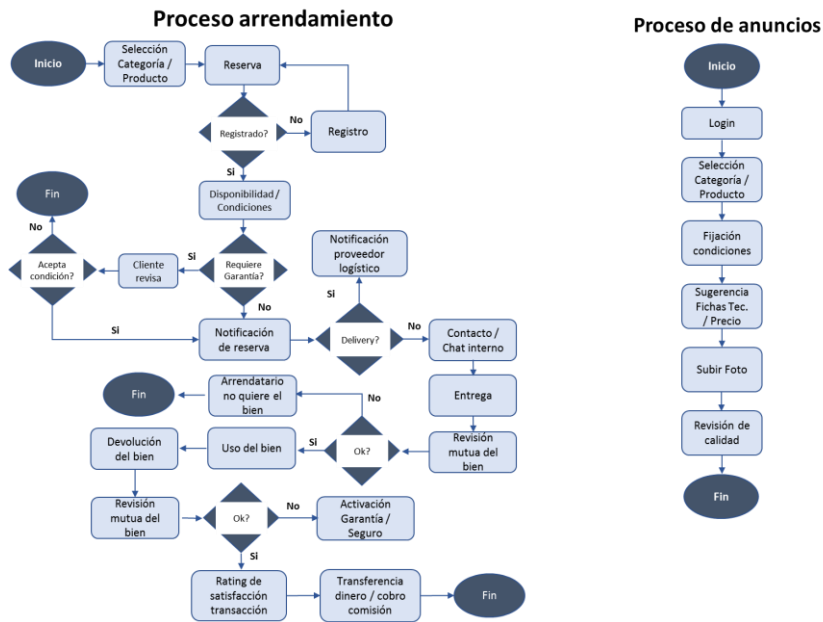 Proceso arrendamiento
Inicio
Selección
Categoría /
Producto
Reserva
Registrado?
No
Registro
Si
Disponibilidad /
Condiciones
Fin
No
Acepta
condición?
Cliente
revisa
Si
Requiere
Garantía?
No
Si
Notificación
de reserva
Notificación
proveedor
logístico
Si
Delivery?
No
Contacto /
Chat interno
Entrega
Revisión
mutua del
bien
Ok?
No
Arrendatario
no quiere el
bien
Fin
Si
Uso del bien
Devolución
del bien
Revisión
mutua del
bien
Ok?
No
Activación
Garantía /
Seguro
Si
Rating de
satisfacción
transacción
Transferencia
dinero / cobro
comisión
Fin
Proceso de anuncios
Inicio
Login
Selección
Categoría /
Producto
Fijación
condiciones
Sugerencia
Fichas Tec.
/ Precio
Subir Foto
Revisión de
calidad
Fin